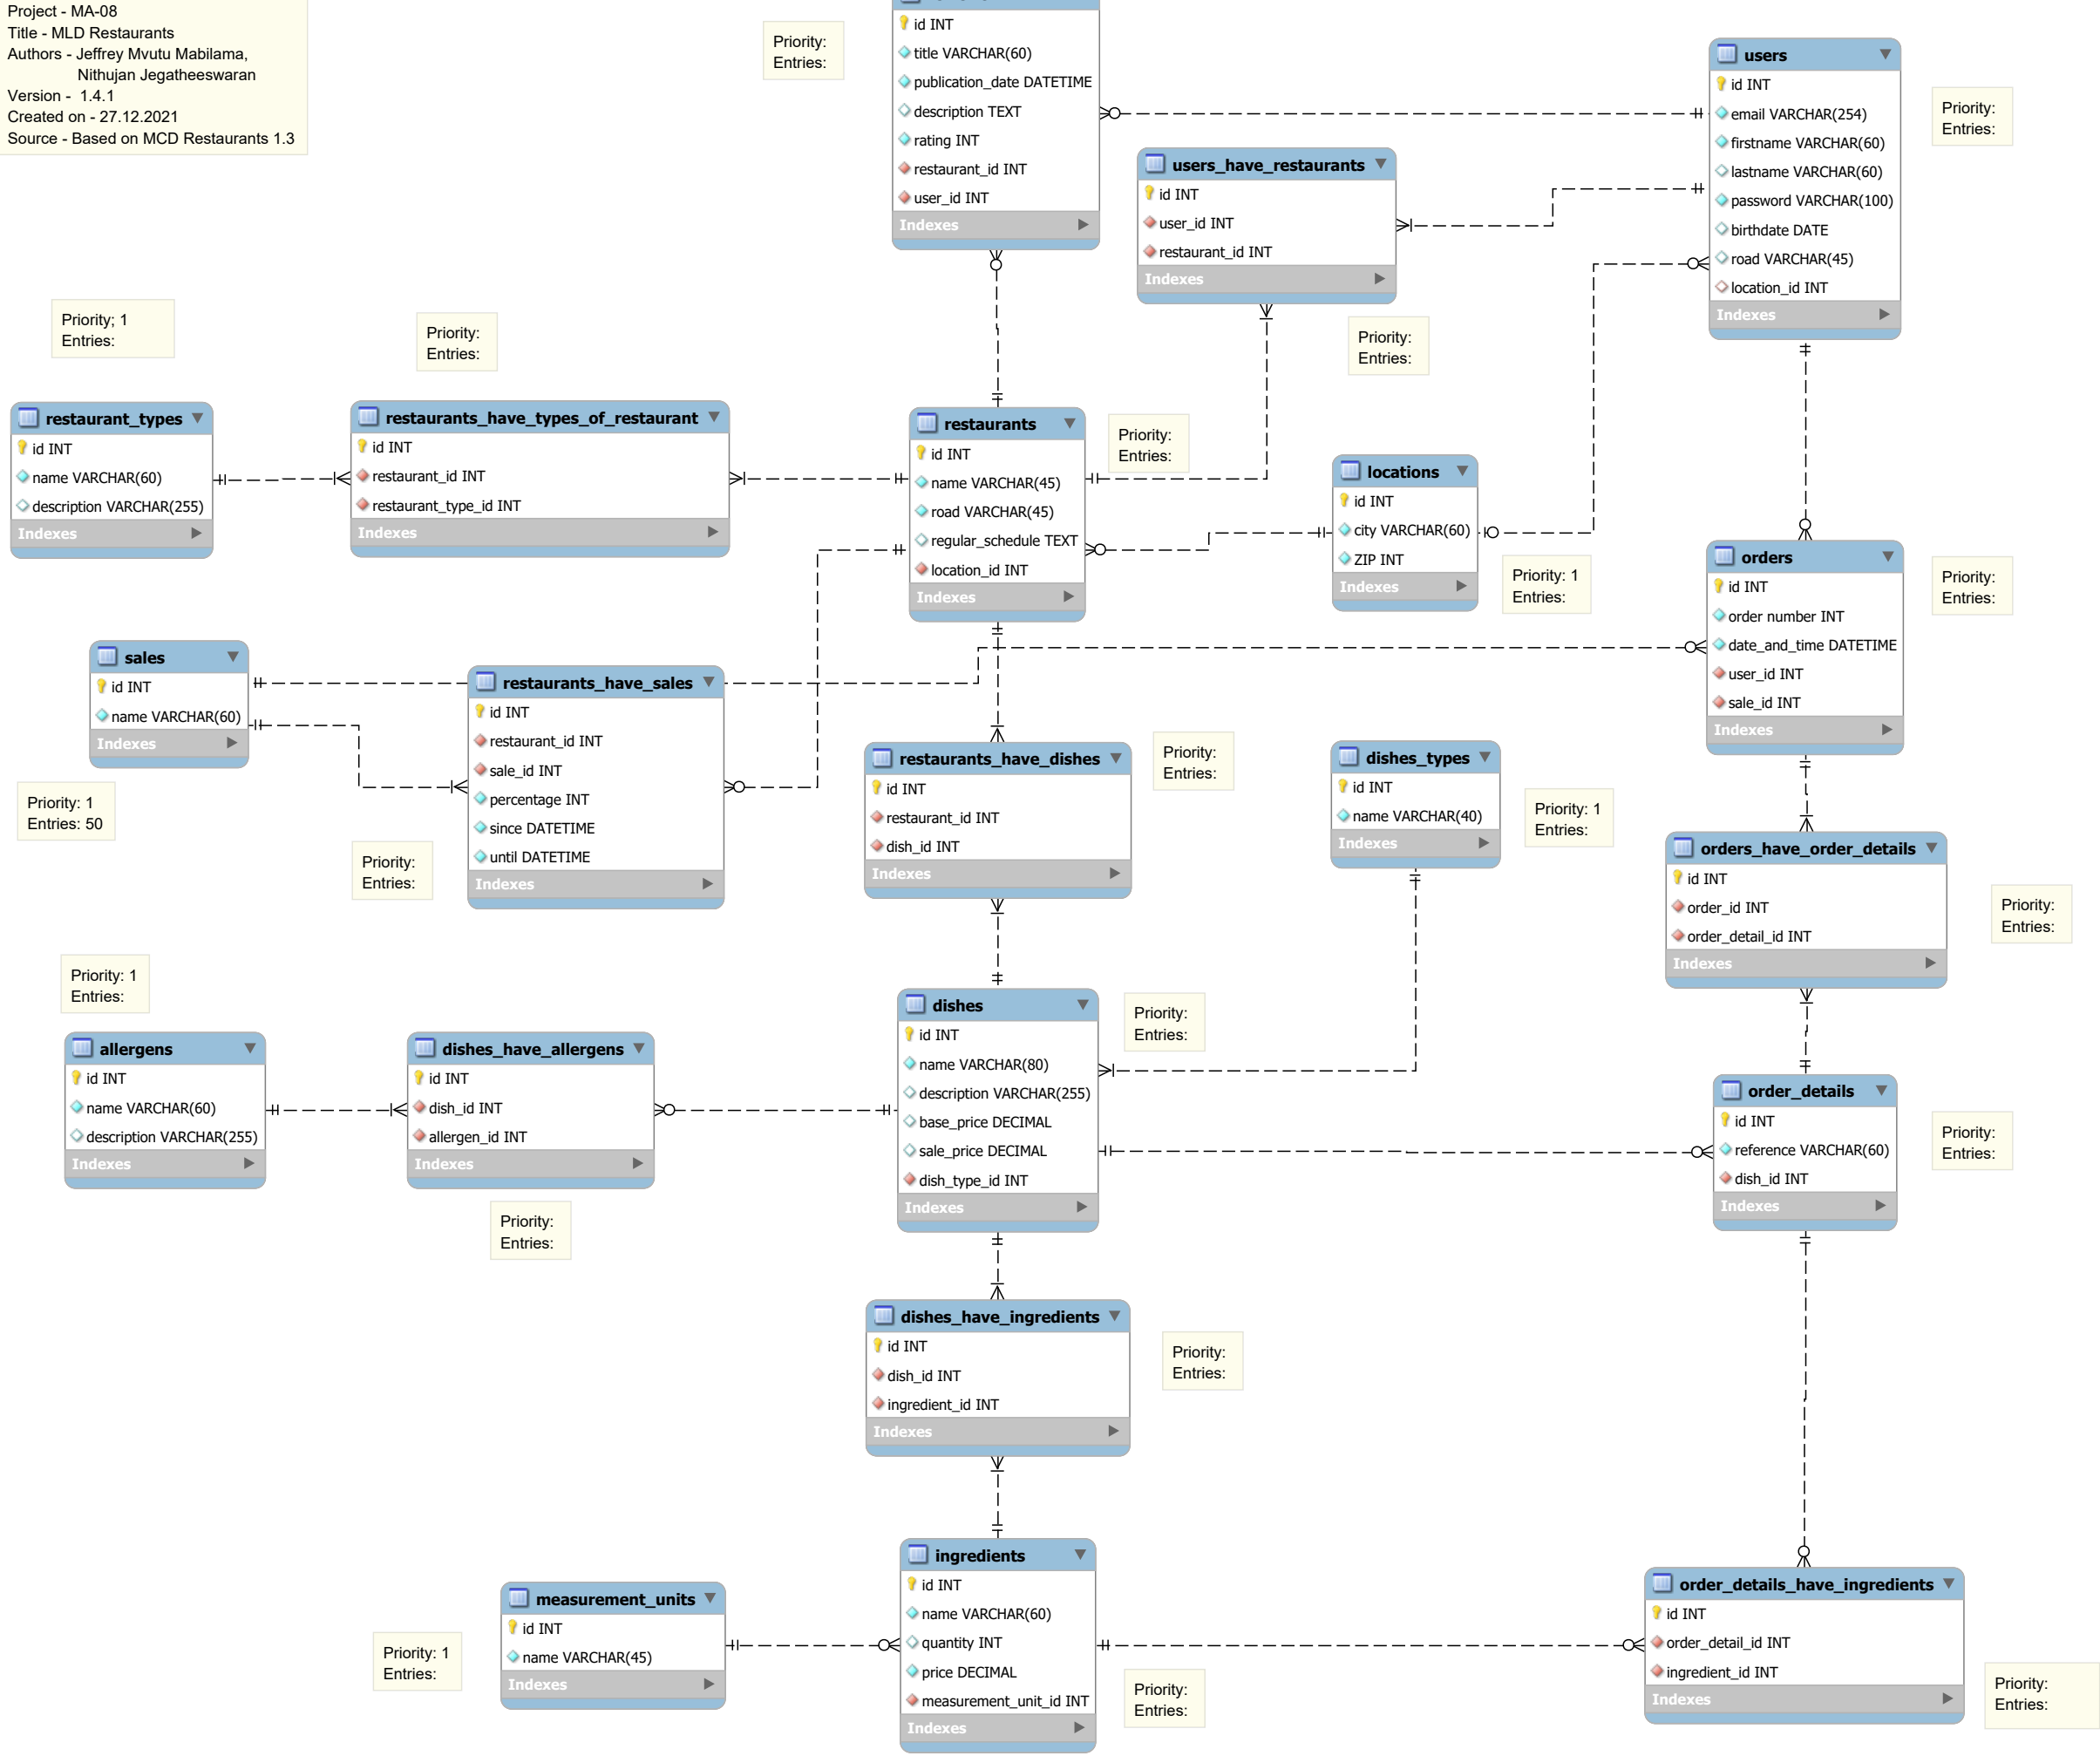 Project - MA-08
Title - MLD Restaurants
Authors - Jeffrey Mvutu Mabilama,
Nithujan Jegatheeswaran
Version - 1.4.1
Created on - 27.12.2021
Source - Based on MCD Restaurants 1.3
Priority:
Entries:
id INT
title VARCHAR(60)
publication_date DATETIME
description TEXT
rating INT
restaurant_id INT
user_id INT
Indexes
users
id INT
email VARCHAR(254)
firstname VARCHAR(60)
lastname VARCHAR(60)
password VARCHAR(100)
birthdate DATE
road VARCHAR(45)
location_id INT
Indexes
Priority:
Entries:
users_have_restaurants
id INT
user_id INT
restaurant_id INT
Indexes
Priority:
Entries:
Priority; 1
Entries:
Priority:
Entries:
restaurant_types
id INT
name VARCHAR(60)
description VARCHAR(255)
Indexes
restaurants_have_types_of_restaurant
id INT
restaurant_id INT
restaurant_type_id INT
Indexes
restaurants
id INT
name VARCHAR(45)
road VARCHAR(45)
regular_schedule TEXT
location_id INT
Indexes
Priority:
Entries:
locations
id INT
city VARCHAR(60)
ZIP INT
Indexes
Priority: 1
Entries:
orders
id INT
order number INT
date_and_time DATETIME
user_id INT
sale_id INT
Indexes
Priority:
Entries:
sales
id INT
name VARCHAR(60)
Indexes
Priority: 1
Entries: 50
restaurants_have_sales
id INT
restaurant_id INT
sale_id INT
percentage INT
since DATETIME
until DATETIME
Indexes
Priority:
Entries:
restaurants_have_dishes
id INT
restaurant_id INT
dish_id INT
Indexes
Priority:
Entries:
dishes_types
id INT
name VARCHAR(40)
Indexes
Priority: 1
Entries:
orders_have_order_details
id INT
order_id INT
order_detail_id INT
Indexes
Priority:
Entries:
Priority: 1
Entries:
allergens
id INT
name VARCHAR(60)
description VARCHAR(255)
Indexes
dishes_have_allergens
id INT
dish_id INT
allergen_id INT
Indexes
Priority:
Entries:
dishes
id INT
name VARCHAR(80)
description VARCHAR(255)
base_price DECIMAL
sale_price DECIMAL
dish_type_id INT
Indexes
Priority:
Entries:
order_details
id INT
reference VARCHAR(60)
dish_id INT
Indexes
Priority:
Entries:
dishes_have_ingredients
id INT
dish_id INT
ingredient_id INT
Indexes
Priority:
Entries:
measurement_units
id INT
name VARCHAR(45)
Indexes
Priority: 1
Entries:
ingredients
id INT
name VARCHAR(60)
quantity INT
price DECIMAL
measurement_unit_id INT
Indexes
Priority:
Entries:
order_details_have_ingredients
id INT
order_detail_id INT
ingredient_id INT
Indexes
Priority:
Entries: